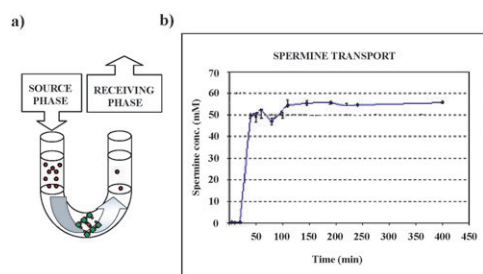 a)
SOURCE
PHASE
RECEIVING
PHASE
b)
SPERMINE TRANSPORT
Spermine conc. (mM)
70
60
50
40
30
20
10
0
50 100 150 200 250 300 350 400 450
Time (min)